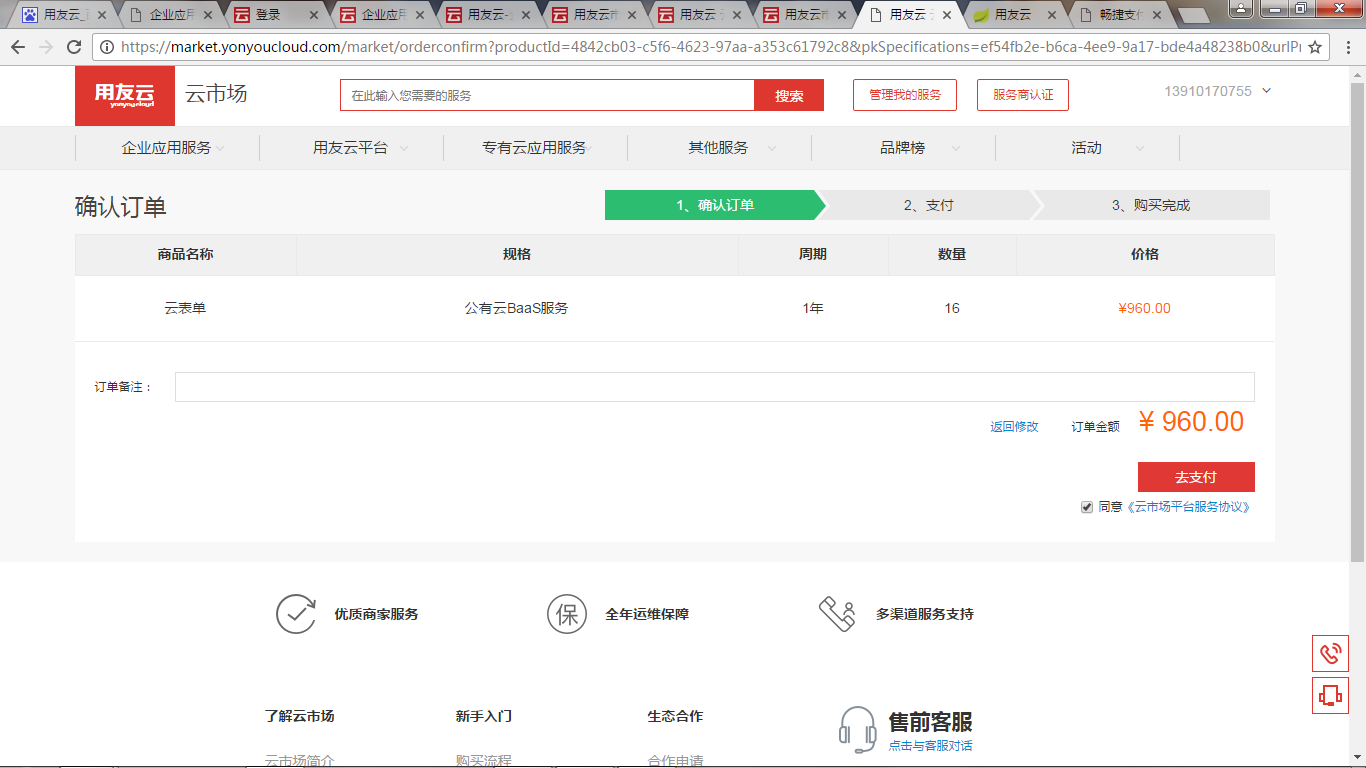 用友云_
企业应用
登录
企业应用
用友云-
用友云市
用友云
用友云市
用友云
用友云
畅捷支付
https://market.yonyoucloud.com/market/orderconfirm?productId=4842cb03-c5f6-4623-97aa-a353c61792c8&pkSpecifications=ef54fb2e-b6ca-4ee9-9a17-bde4a48238b0&urlPr
用友云
yonyoucloud
云市场
在此输入您需要的服务
搜索
管理我的服务
服务商认证
13910170755
企业应用服务
用友云平台
专有云应用服务
其他服务
品牌榜
活动
确认订单
1、确认订单
2、支付
3、购买完成
商品名称 规格 周期 数量 价格
云表单 公有云BaaS服务 1年 16 ¥960.00
订单备注：
返回修改 订单金额 ¥ 960.00
去支付
同意《云市场平台服务协议》
优质商家服务
保
全年运维保障
多渠道服务支持
了解云市场
新手入门
生态合作
售前客服
点击与客服对话
云市场简介
购买流程
合作申请